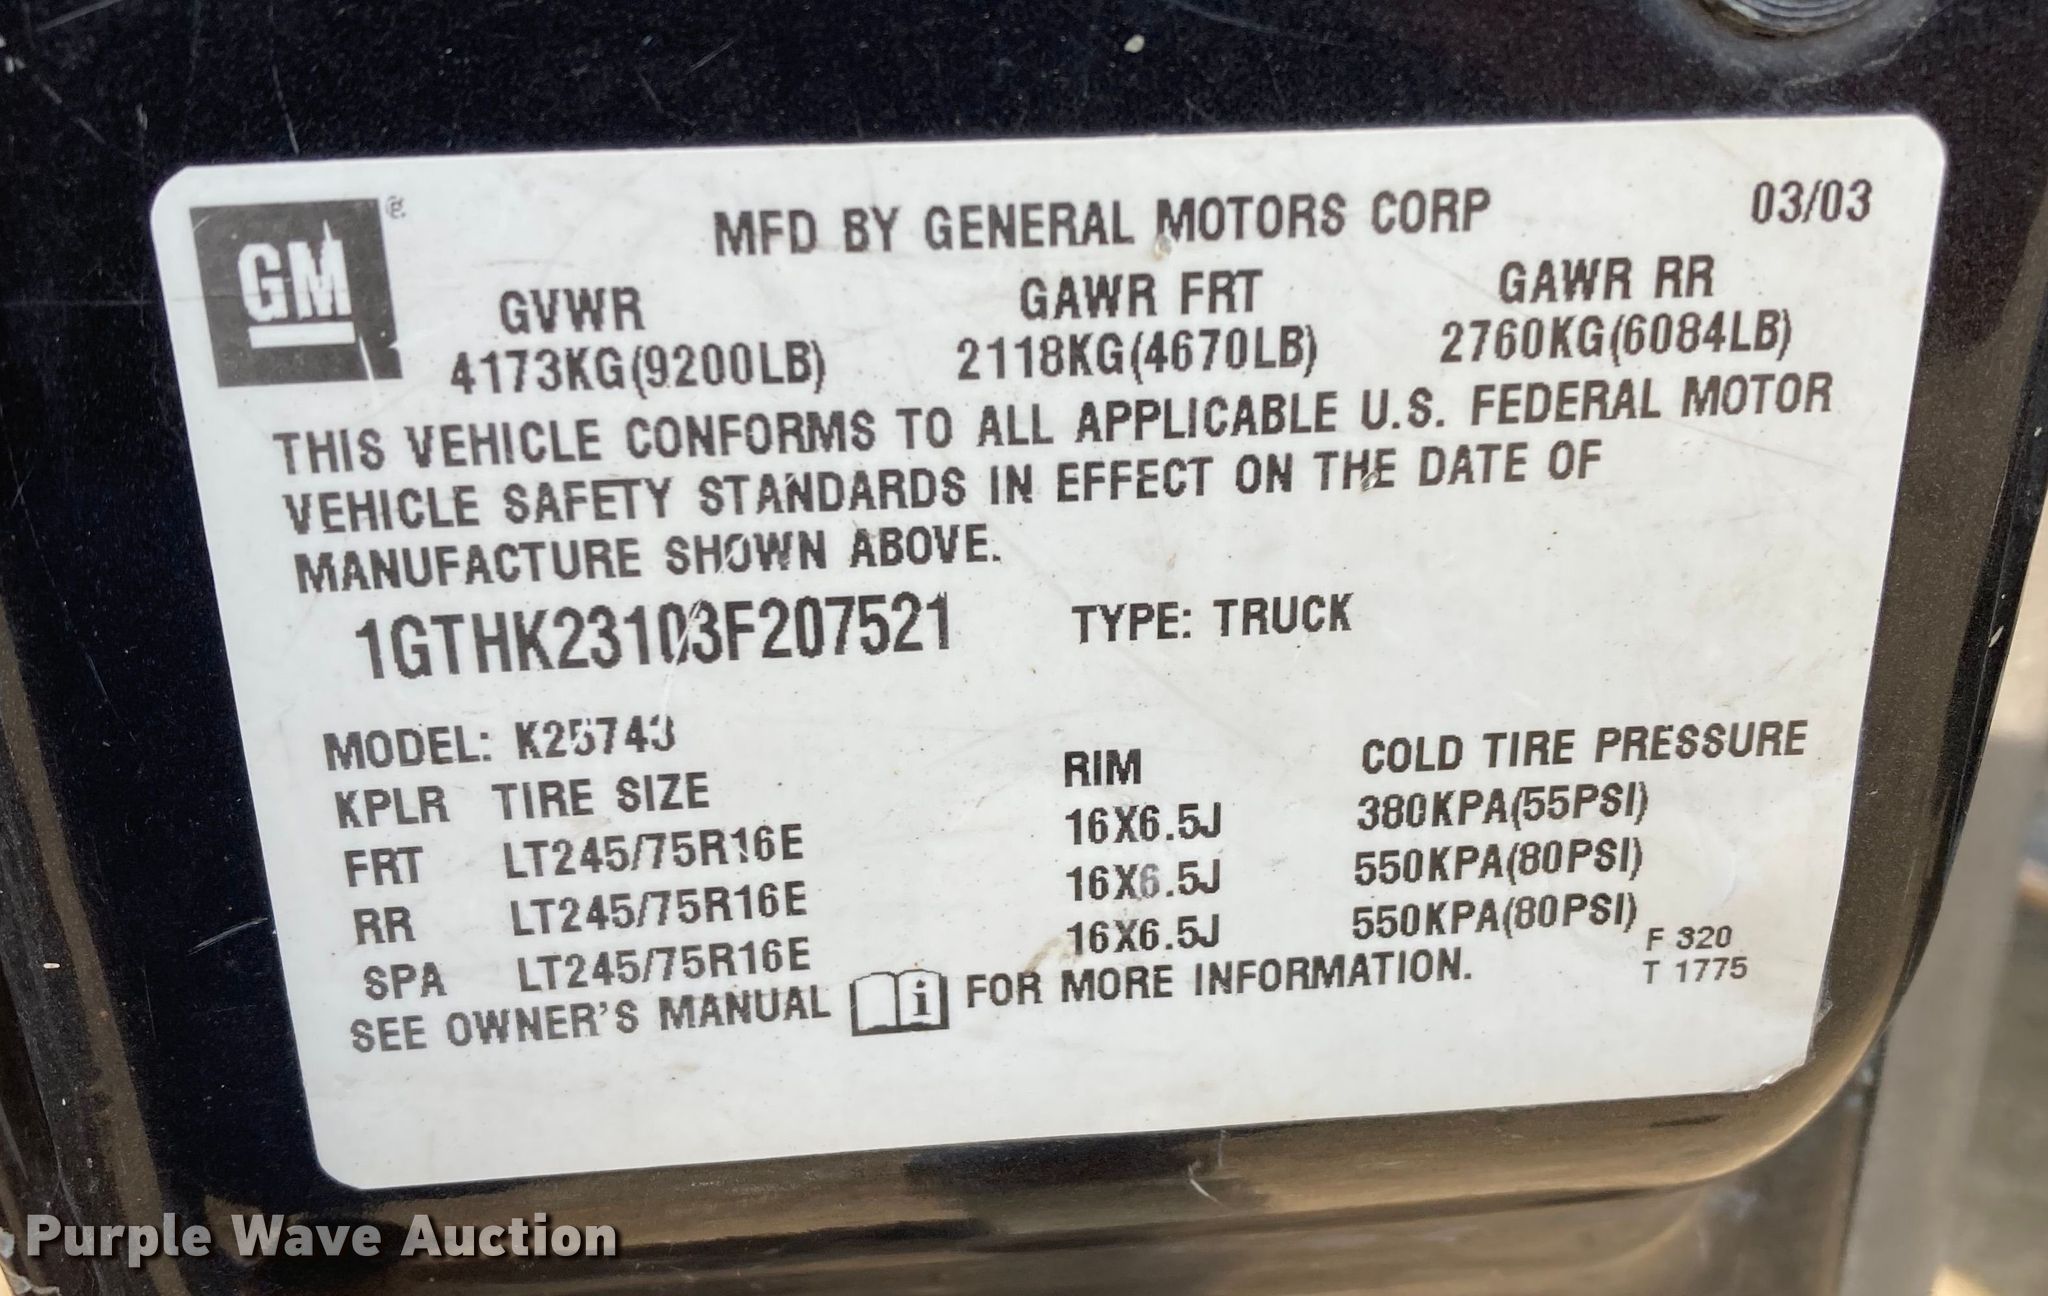 GM
MFD BY GENERAL MOTORS CORP 03/03
GVWR GAWR FRT GAWR RR
4173KG(9200LB) 2118KG(4670LB) 2760KG(6084LB)
THIS VEHICLE CONFORMS TO ALL APPLICABLE U.S. FEDERAL MOTOR
VEHICLE SAFETY STANDARDS IN EFFECT ON THE DATE OF
MANUFACTURE SHOWN ABOVE.
1GTHK23103F207521 TYPE: TRUCK
MODEL: K25743
KPLR TIRE SIZE RIM COLD TIRE PRESSURE
FRT LT245/75R16E 16X6.5J 380KPA(55PSI)
RR LT245/75R16E 16X6.5J 550KPA(80PSI)
SPA LT245/75R16E 16X6.5J 550KPA(80PSI)
SEE OWNER'S MANUAL i FOR MORE INFORMATION.
F 320
T 1775
Purple Wave Auction